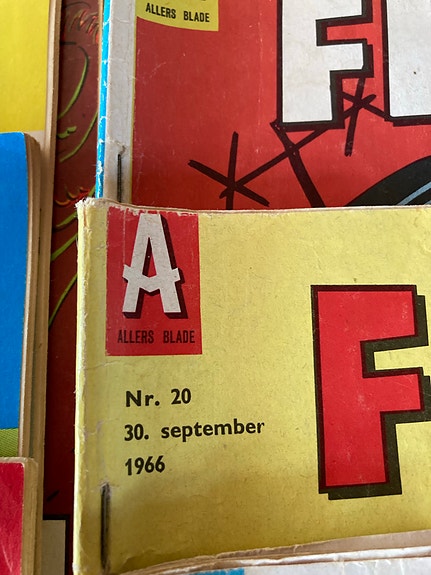 ALLERS BLADE
F
A
ALLERS BLADE
Nr. 20
30. september
1966
F